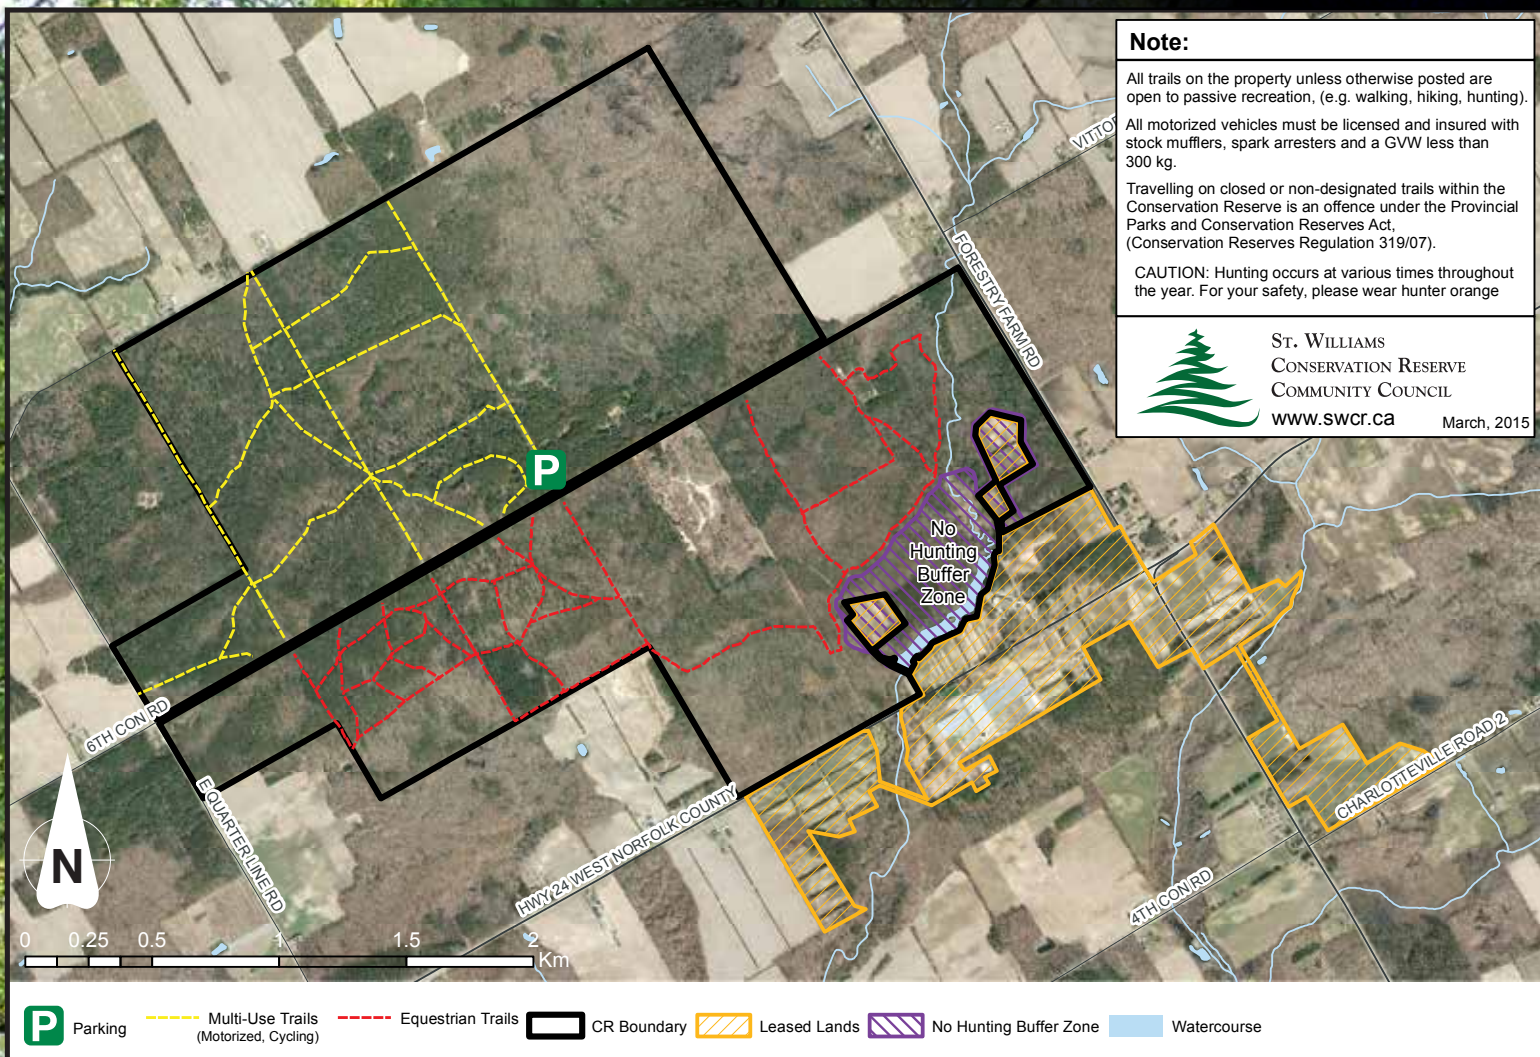 Note:
All trails on the property unless otherwise posted are
open to passive recreation, (e.g. walking, hiking, hunting).
All motorized vehicles must be licensed and insured with
stock mufflers, spark arresters and a GVW less than
300 kg.
Travelling on closed or non-designated trails within the
Conservation Reserve is an offence under the Provincial
Parks and Conservation Reserves Act,
(Conservation Reserves Regulation 319/07).
CAUTION: Hunting occurs at various times throughout
the year. For your safety, please wear hunter orange
ST. WILLIAMS
CONSERVATION RESERVE
COMMUNITY COUNCIL
www.swcr.ca
March, 2015
VITTO
FORESTRY FARM RD
P
No
Hunting
Buffer
Zone
6TH CON RD
E QUARTER LINE RD
HWY 24 WEST NORFOLK COUNTY
CHARLOTTEVILLE ROAD 2
4TH CON RD
N
0 0.25 0.5 1 1.5 2
Km
P Parking
Multi-Use Trails
(Motorized, Cycling)
Equestrian Trails
CR Boundary
Leased Lands
No Hunting Buffer Zone
Watercourse